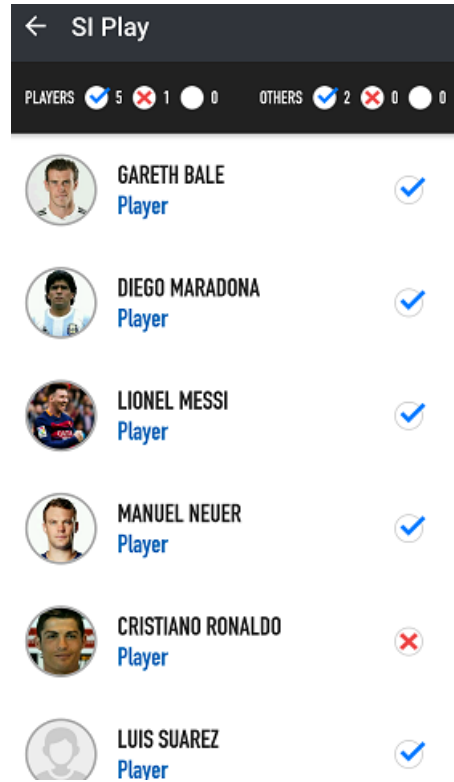 SI Play
PLAYERS 5 1 0 OTHERS 2 0 0
GARETH BALE
Player
DIEGO MARADONA
Player
LIONEL MESSI
Player
MANUEL NEUER
Player
CRISTIANO RONALDO
Player
LUIS SUAREZ
Player